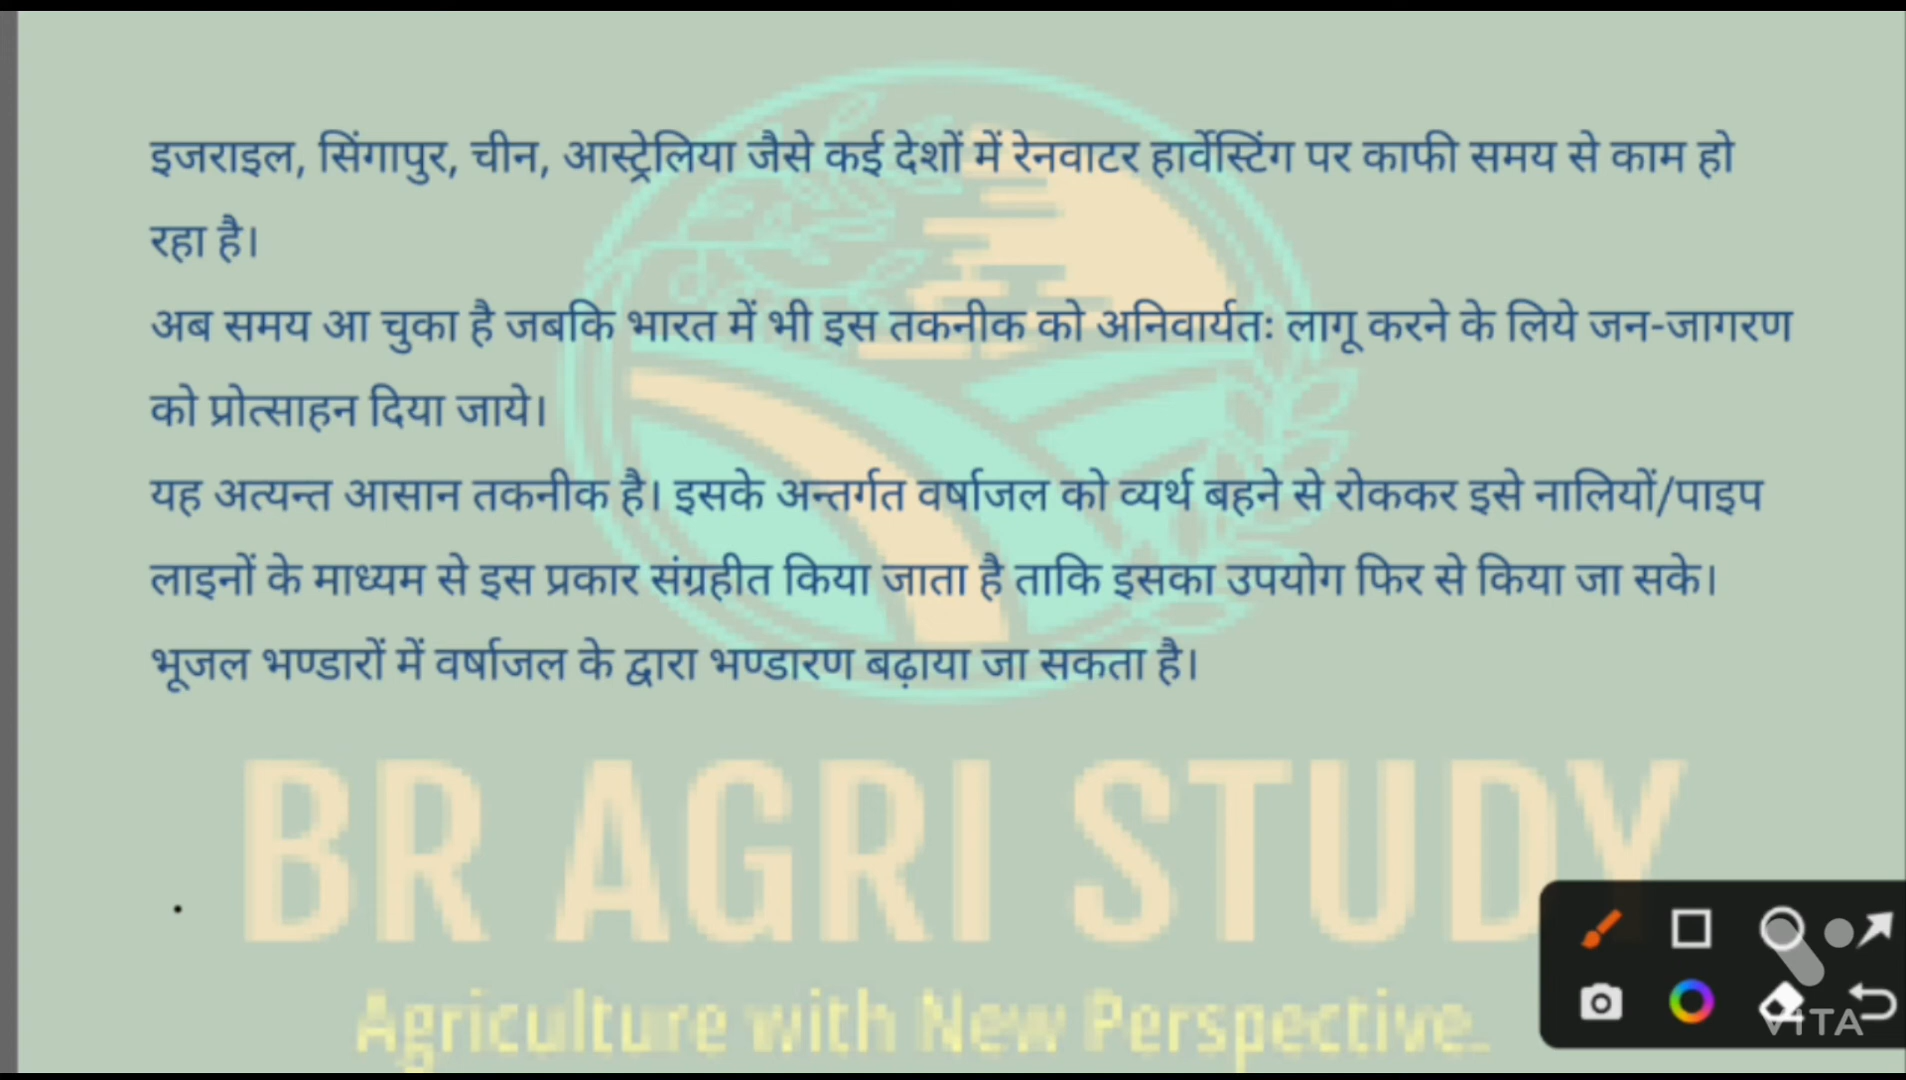 इजराइल, सिंगापुर, चीन, आस्ट्रेलिया जैसे कई देशों में रेनवाटर हार्वेस्टिंग पर काफी समय से काम हो
रहा है।
अब समय आ चुका है जबकि भारत में भी इस तकनीक को अनिवार्यतः लागू करने के लिये जन-जागरण
को प्रोत्साहन दिया जाये।
यह अत्यन्त आसान तकनीक है। इसके अन्तर्गत वर्षाजल को व्यर्थ बहने से रोककर इसे नालियों/पाइप
लाइनों के माध्यम से इस प्रकार संग्रहीत किया जाता है ताकि इसका उपयोग फिर से किया जा सके।
भूजल भण्डारों में वर्षाजल के द्वारा भण्डारण बढ़ाया जा सकता है।
BR AGRI STUDY
Agriculture with New Perspective.
VITA